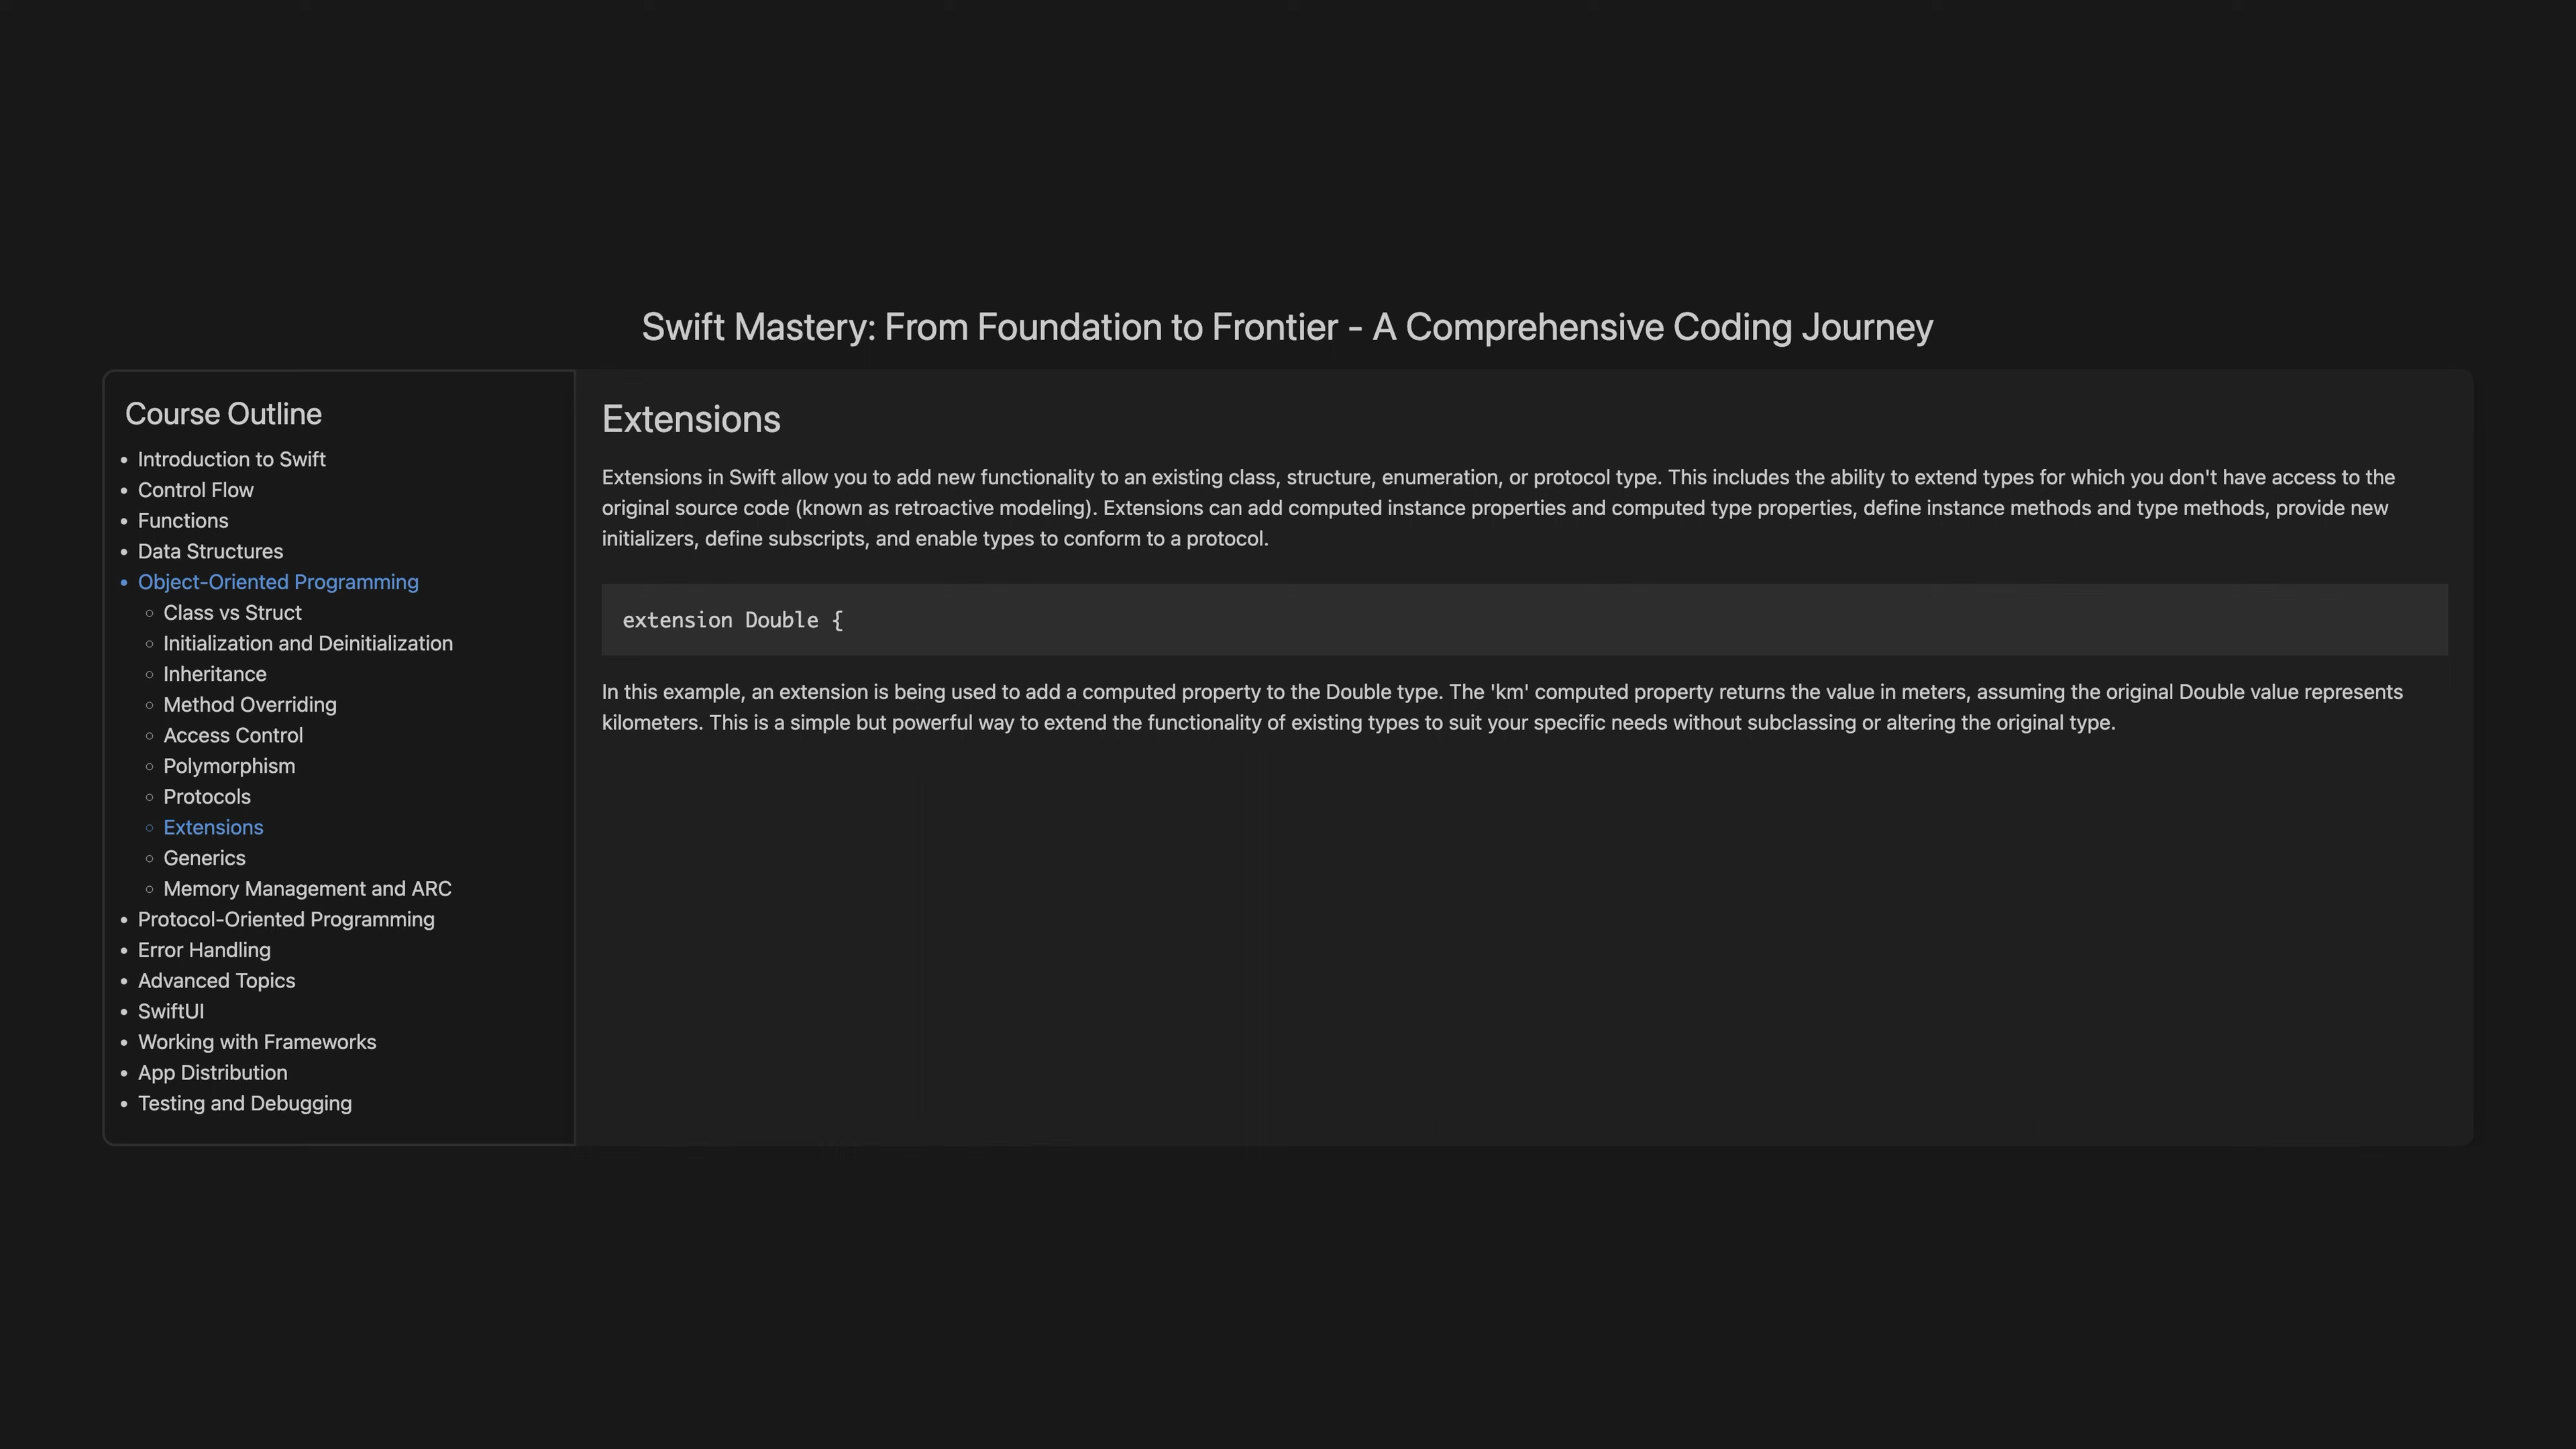 Swift Mastery: From Foundation to Frontier - A Comprehensive Coding Journey
Course Outline
Introduction to Swift
Control Flow
Functions
Data Structures
Object-Oriented Programming
Class vs Struct
Initialization and Deinitialization
Inheritance
Method Overriding
Access Control
Polymorphism
Protocols
Extensions
Generics
Memory Management and ARC
Protocol-Oriented Programming
Error Handling
Advanced Topics
SwiftUI
Working with Frameworks
App Distribution
Testing and Debugging
Extensions
Extensions in Swift allow you to add new functionality to an existing class, structure, enumeration, or protocol type. This includes the ability to extend types for which you don't have access to the
original source code (known as retroactive modeling). Extensions can add computed instance properties and computed type properties, define instance methods and type methods, provide new
initializers, define subscripts, and enable types to conform to a protocol.
extension Double {
In this example, an extension is being used to add a computed property to the Double type. The 'km' computed property returns the value in meters, assuming the original Double value represents
kilometers. This is a simple but powerful way to extend the functionality of existing types to suit your specific needs without subclassing or altering the original type.